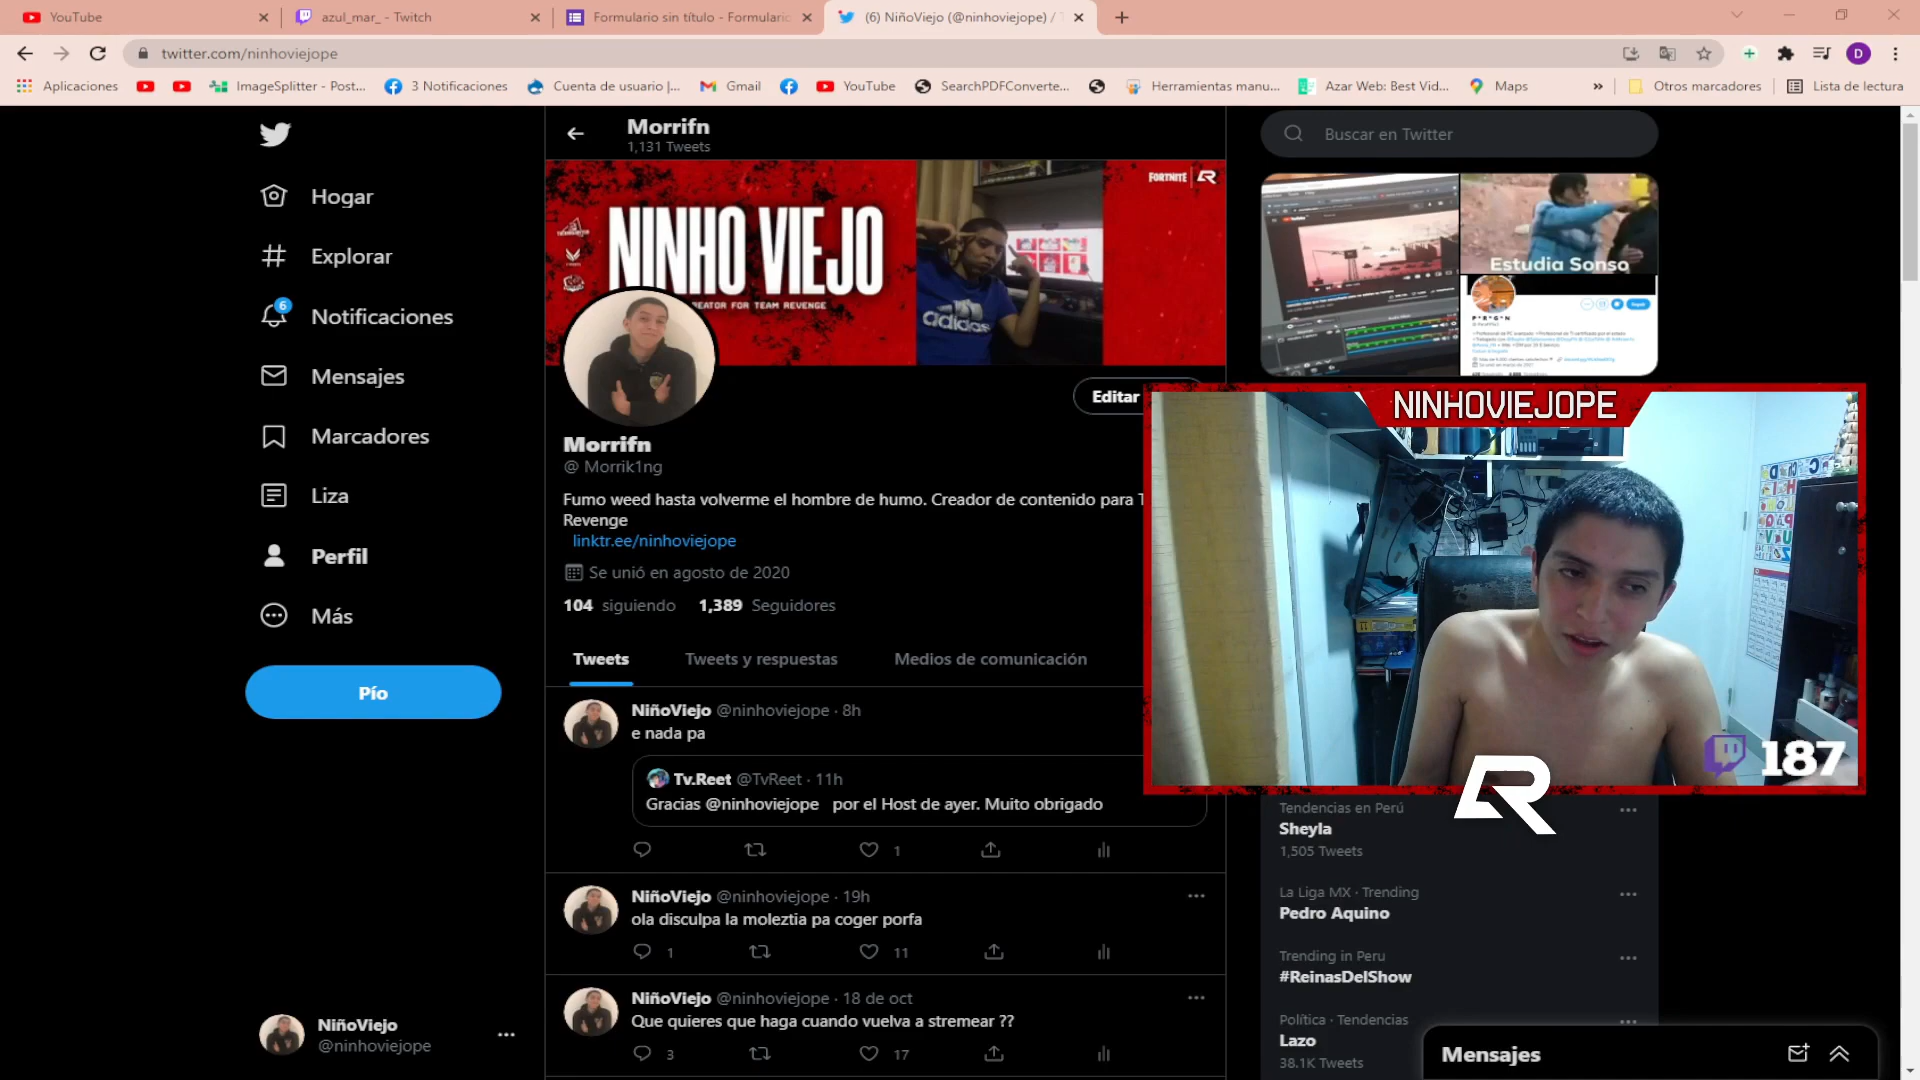 YouTube
azul_mar_ - Twitch
Formulario sin título - Formulario
(6) NiñoViejo (@ninhoviejope) / T
twitter.com/ninhoviejope
D
Aplicaciones
ImageSplitter - Post...
3 Notificaciones
Cuenta de usuario |...
Gmail
YouTube
SearchPDFConverte...
Herramientas manu...
Azar Web: Best Vid...
Maps
»
Otros marcadores
Lista de lectura
Hogar
Explorar
6
Notificaciones
Mensajes
Marcadores
Liza
Perfil
Más
Pío
NiñoViejo
@ninhoviejope
Morrifn
1,131 Tweets
FORTNITE
NINHO VIEJO
REATOR FOR TEAM REVENGE
adidas
Editar
Morrifn
@ Morrik1ng
Fumo weed hasta volverme el hombre de humo. Creador de contenido para T
Revenge
linktr.ee/ninhoviejope
Se unió en agosto de 2020
104 siguiendo 1,389 Seguidores
Tweets
Tweets y respuestas
Medios de comunicación
NiñoViejo @ninhoviejope · 8h
e nada pa
Tv.Reet @TvReet · 11h
Gracias @ninhoviejope por el Host de ayer. Muito obrigado
1
NiñoViejo @ninhoviejope · 19h
ola disculpa la moleztia pa coger porfa
1
11
NiñoViejo @ninhoviejope · 18 de oct
Que quieres que haga cuando vuelva a stremear ??
3
17
Buscar en Twitter
Estudia Sonso
NINHOVIEJOPE
187
Tendencias en Perú
Sheyla
1,505 Tweets
La Liga MX · Trending
Pedro Aquino
Trending in Peru
#ReinasDelShow
Política · Tendencias
Lazo
38.1K Tweets
Mensajes